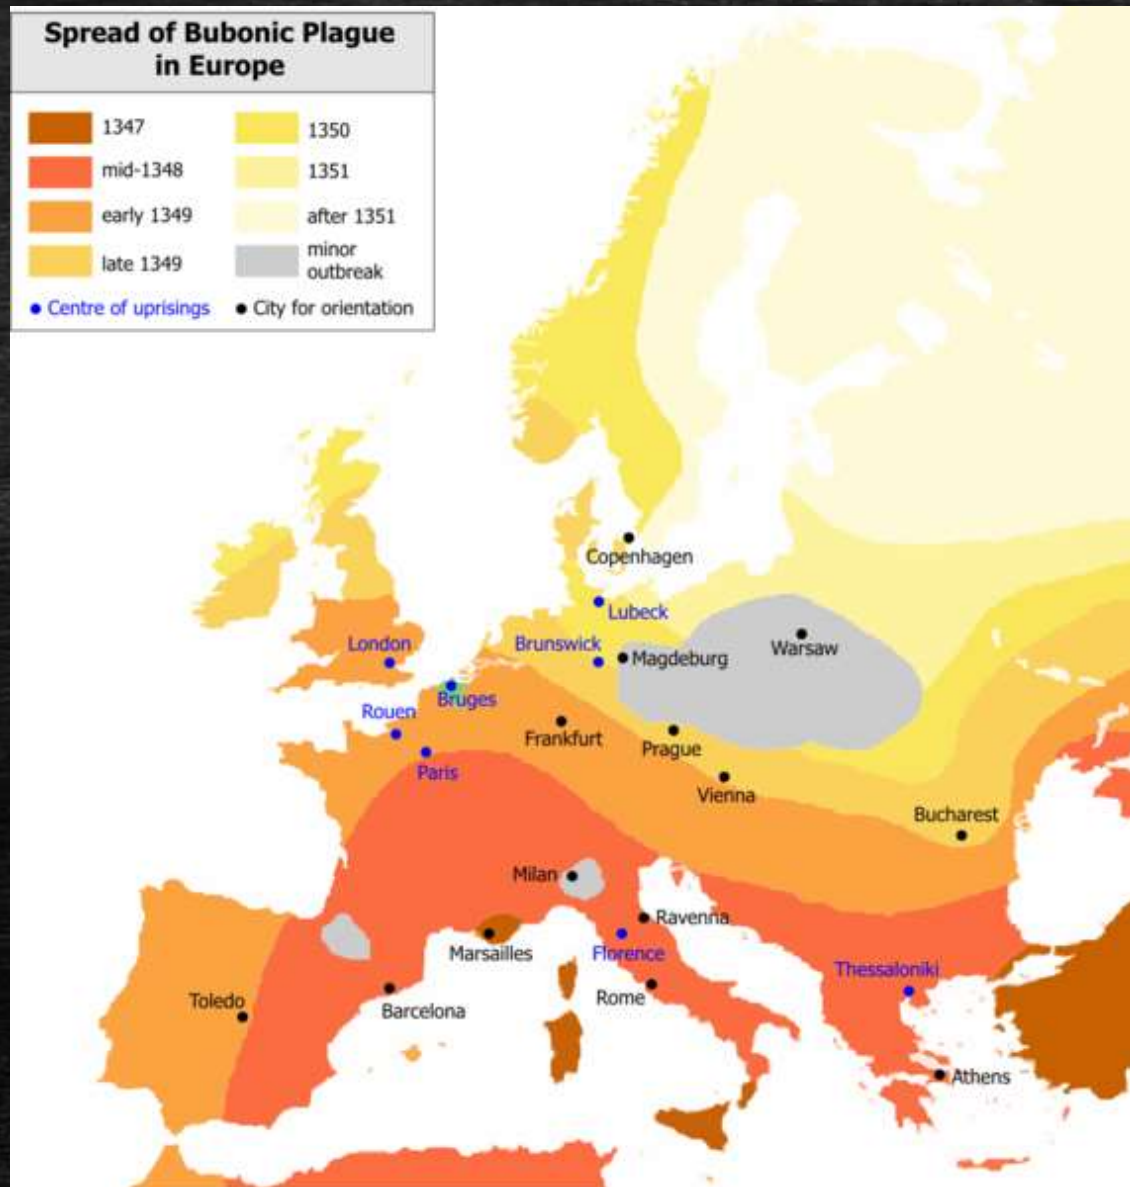 Spread of Bubonic Plague
in Europe
1347
mid-1348
early 1349
late 1349
1350
1351
after 1351
minor
outbreak
Centre of uprisings
City for orientation
Copenhagen
Lubeck
Brunswick
Magdeburg
Warsaw
London
Bruges
Rouen
Frankfurt
Prague
Paris
Vienna
Bucharest
Milan
Ravenna
Marsailles
Florence
Thessaloniki
Toledo
Barcelona
Rome
Athens